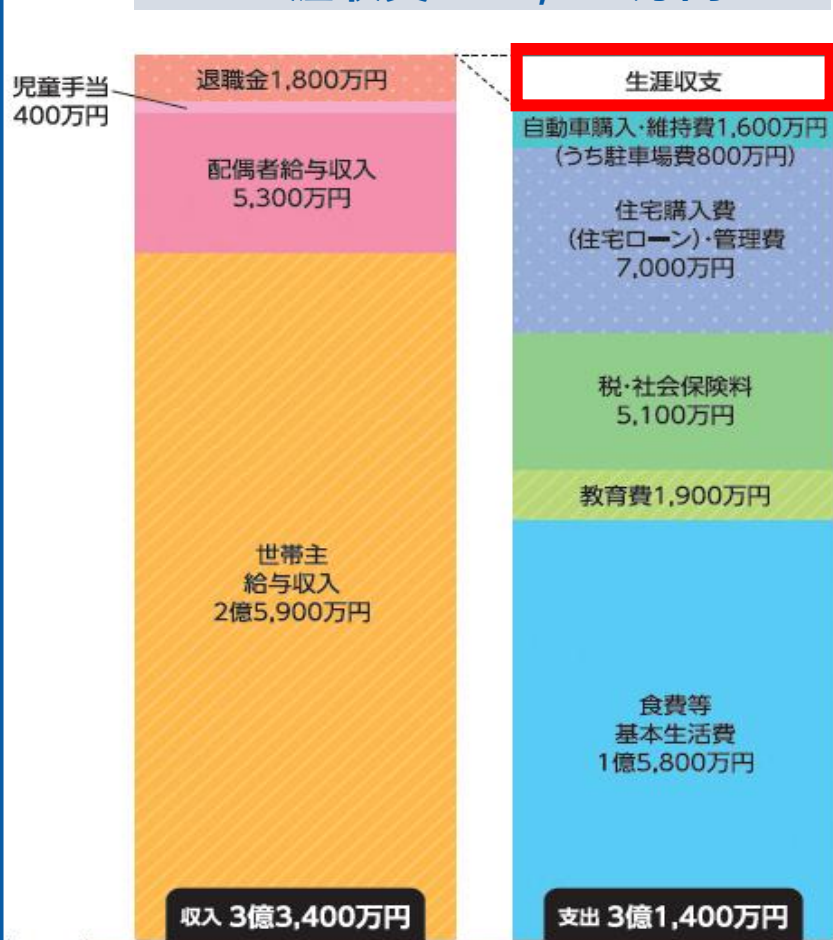 児童手当
400万円
退職金1,800万円
配偶者給与収入
5,300万円
世帯主
給与収入
2億5,900万円
収入 3億3,400万円
生涯収支
自動車購入・維持費1,600万円
(うち駐車場費800万円)
住宅購入費
(住宅ローン)・管理費
7,000万円
税・社会保険料
5,100万円
教育費1,900万円
食費等
基本生活費
1億5,800万円
支出 3億1,400万円